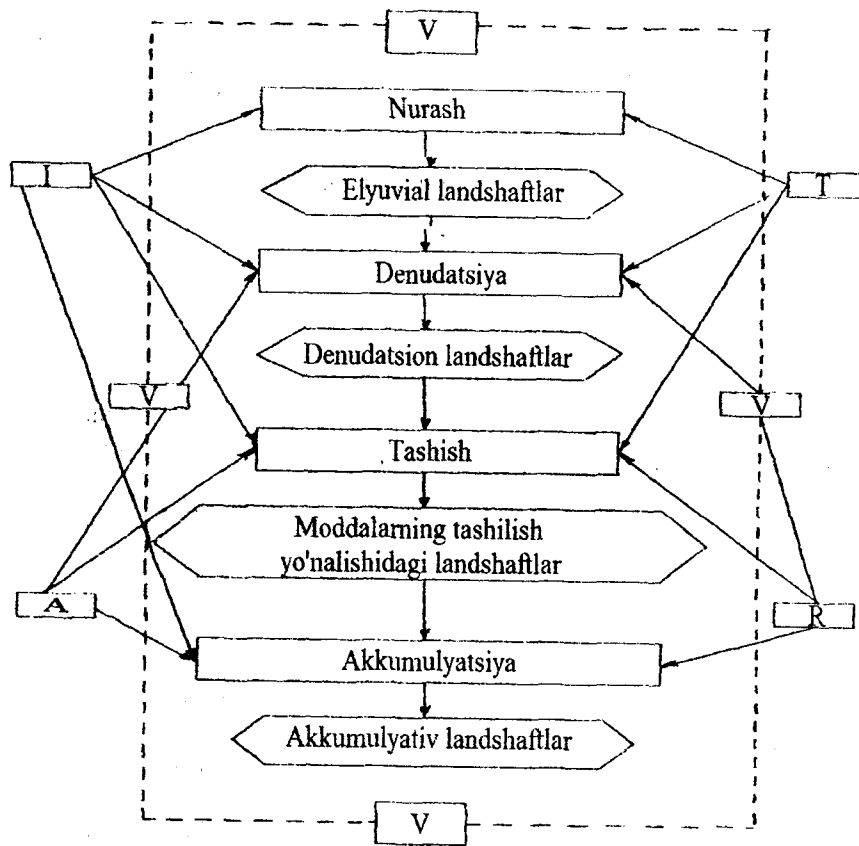 V
Nurash
I
T
Elyuvial landshaftlar
Denudatsiya
Denudatsion landshaftlar
V
V
Tashish
Moddalarning tashilish
yo'nalishidagi landshaftlar
A
R
Akkumulyatsiya
Akkumulyativ landshaftlar
V